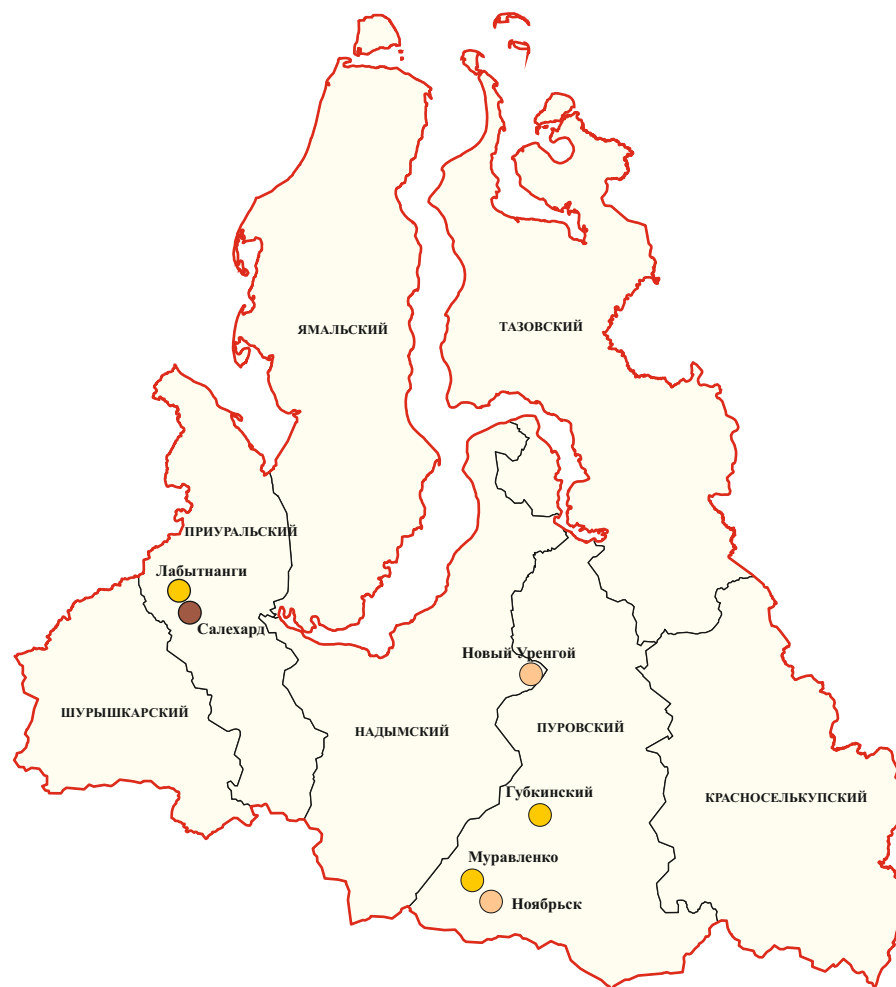 ЯМАЛЬСКИЙ
ТАЗОВСКИЙ
ПРИУРАЛЬСКИЙ
Лабытнанги
Салехард
Новый Уренгой
ШУРЫШКАРСКИЙ
НАДЫМСКИЙ
ПУРОВСКИЙ
Губкинский
КРАСНОСЕЛЬКУПСКИЙ
Муравленко
Ноябрьск